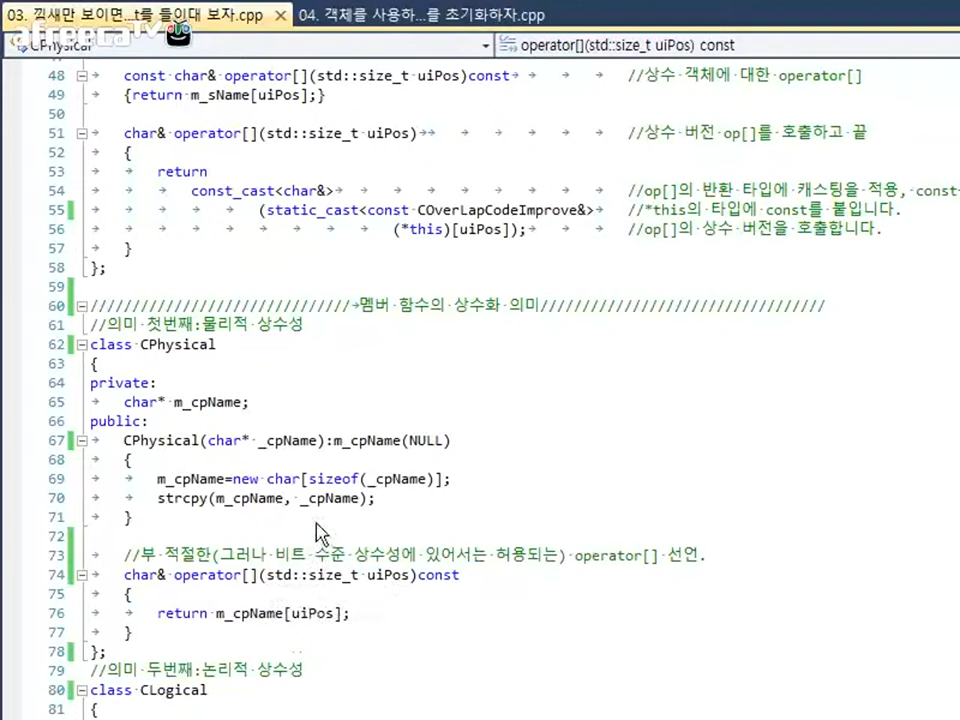 03. 낌새만 보이면...t를 들이대 보자.cpp
04. 객체를 사용하...를 초기화하자.cpp
afreecaTV
CPhysical
operator[](std::size_t uiPos) const
48 const char& operator[](std::size_t uiPos)const //상수 객체에 대한 operator[]
49 {return m_sName[uiPos];}
50
51 char& operator[](std::size_t uiPos) //상수 버전 op[]를 호출하고 끝
52 {
53 return
54 const_cast<char&> //op[]의 반환 타입에 캐스팅을 적용, const
55 (static_cast<const COverLapCodeImprove&> //*this의 타입에 const를 붙입니다.
56 (*this)[uiPos]); //op[]의 상수 버전을 호출합니다.
57 }
58 };
59
60 ///////////////////////////////멤버 함수의 상수화 의미//////////////////////////////////
61 //의미 첫번째:물리적 상수성
62 class CPhysical
63 {
64 private:
65 char* m_cpName;
66 public:
67 CPhysical(char* _cpName):m_cpName(NULL)
68 {
69 m_cpName=new char[sizeof(_cpName)];
70 strcpy(m_cpName, _cpName);
71 }
72
73 //부 적절한(그러나 비트 수준 상수성에 있어서는 허용되는) operator[] 선언.
74 char& operator[](std::size_t uiPos)const
75 {
76 return m_cpName[uiPos];
77 }
78 };
79 //의미 두번째:논리적 상수성
80 class CLogical
81 {